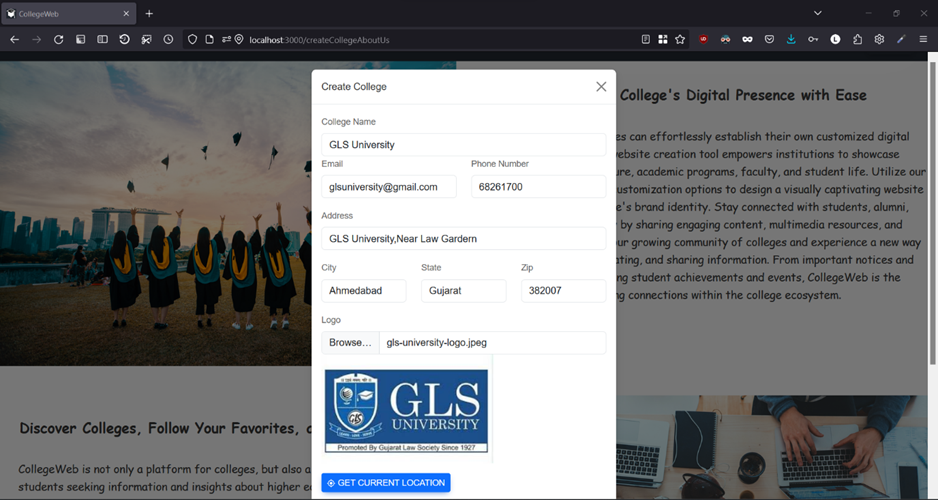 CollegeWeb
localhost:3000/createCollegeAboutUs
Create College
College Name
GLS University
Email
Phone Number
glsuniversity@gmail.com
68261700
Address
GLS University,Near Law Gardern
City
State
Zip
Ahmedabad
Gujarat
382007
Logo
Browse...
gls-university-logo.jpeg
GLS
UNIVERSITY
Promoted By Gujarat Law Society Since 1927
GET CURRENT LOCATION
College's Digital Presence with Ease
es can effortlessly establish their own customized digital
ebsite creation tool empowers institutions to showcase
ure, academic programs, faculty, and student life. Utilize our
ustomization options to design a visually captivating website
e's brand identity. Stay connected with students, alumni,
by sharing engaging content, multimedia resources, and
ur growing community of colleges and experience a new way
ating, and sharing information. From important notices and
ng student achievements and events, CollegeWeb is the
ng connections within the college ecosystem.
Discover Colleges, Follow Your Favorites,
CollegeWeb is not only a platform for colleges, but also a
students seeking information and insights about higher e